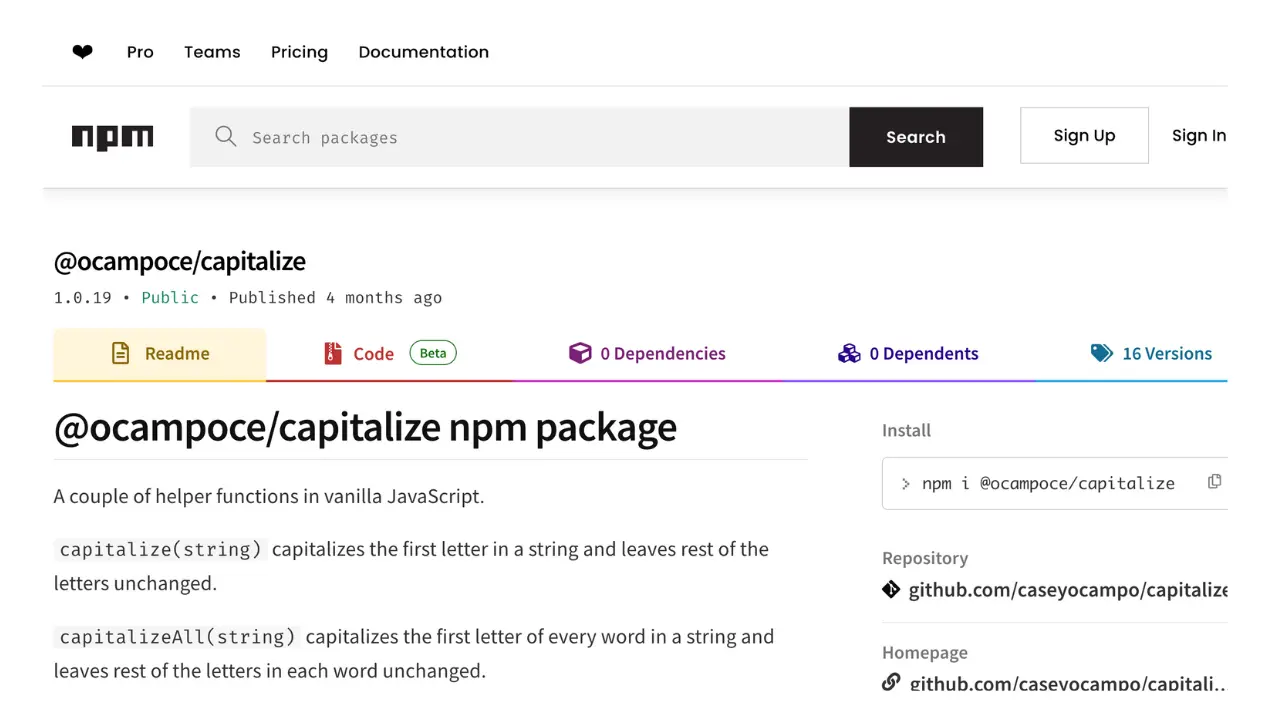 ❤ Pro Teams Pricing Documentation
npm Search packages Search Sign Up Sign In
@ocampoce/capitalize
1.0.19 • Public • Published 4 months ago
Readme Code Beta 0 Dependencies 0 Dependents 16 Versions
@ocampoce/capitalize npm package
A couple of helper functions in vanilla JavaScript.
capitalize(string) capitalizes the first letter in a string and leaves rest of the
letters unchanged.
capitalizeAll(string) capitalizes the first letter of every word in a string and
leaves rest of the letters in each word unchanged.
Install
> npm i @ocampoce/capitalize
Repository
github.com/caseyocampo/capitalize
Homepage
github.com/caseyocampo/capitali...